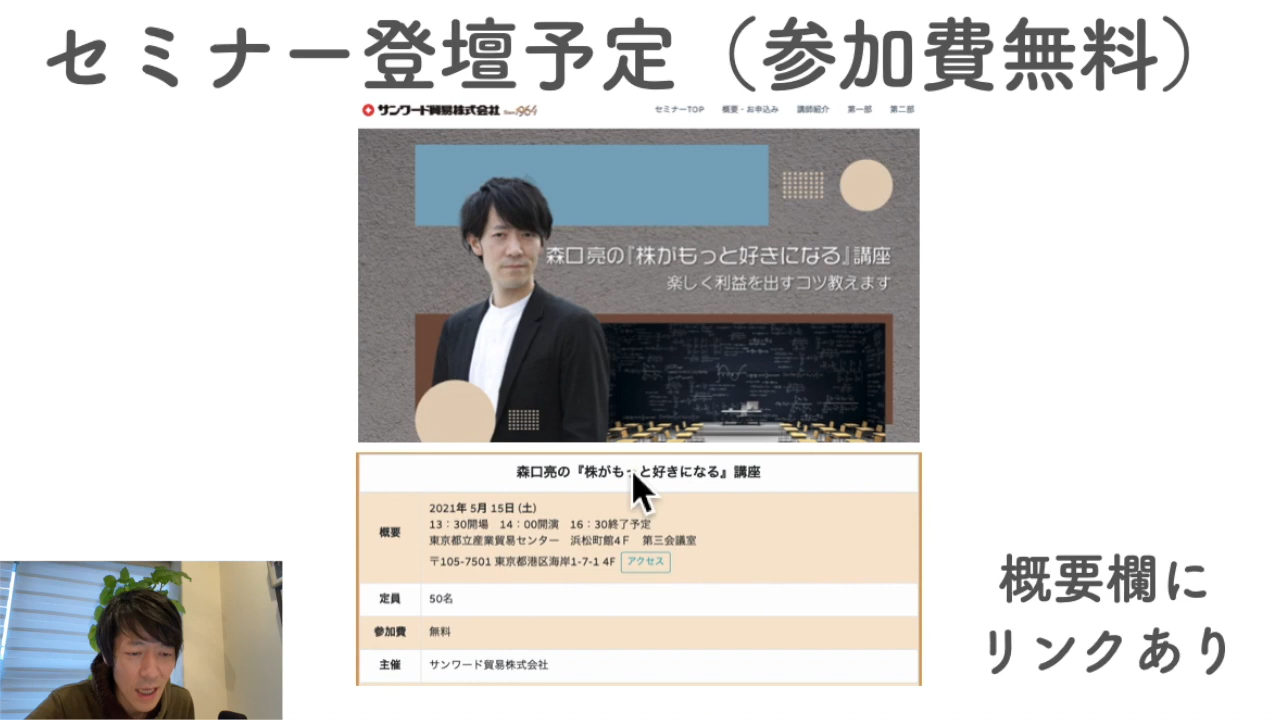 セミナー登壇予定（参加費無料）
サンワード貿易株式会社 Since1964
セミナーTOP 概要・お申込み 講師紹介 第一部 第二部
森口亮の『株がもっと好きになる』講座
楽しく利益を出すコツ教えます
森口亮の『株がもっと好きになる』講座
概要
2021年 5月 15日 (土)
13：30開場 14：00開演 16：30終了予定
東京都立産業貿易センター 浜松町館4Ｆ 第三会議室
〒105-7501 東京都港区海岸1-7-1 4F アクセス
定員 50名
参加費 無料
主催 サンワード貿易株式会社
概要欄に
リンクあり